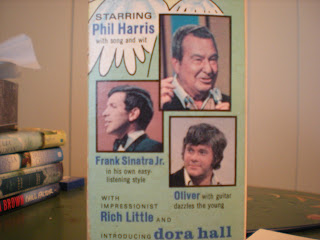 STARRING
Phil Harris
with song and wit
Frank Sinatra Jr.
in his own easy-
listening style
Oliver with guitar
dazzles the young
WITH
IMPRESSIONIST
Rich Little AND
INTRODUCING dora hall